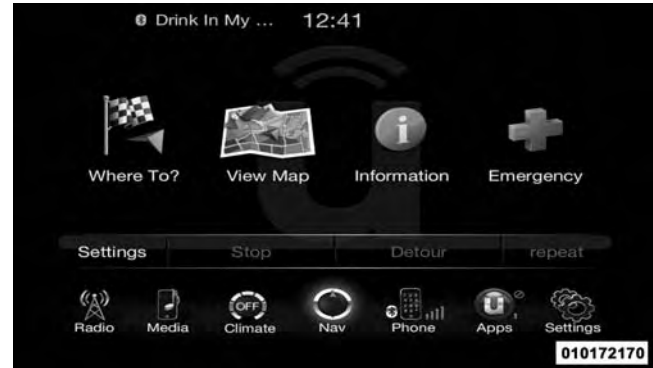 Drink In My ... 12:41
Where To? View Map Information Emergency
Settings Stop Detour repeat
OFF
Radio Media Climate Nav Phone Apps Settings
010172170